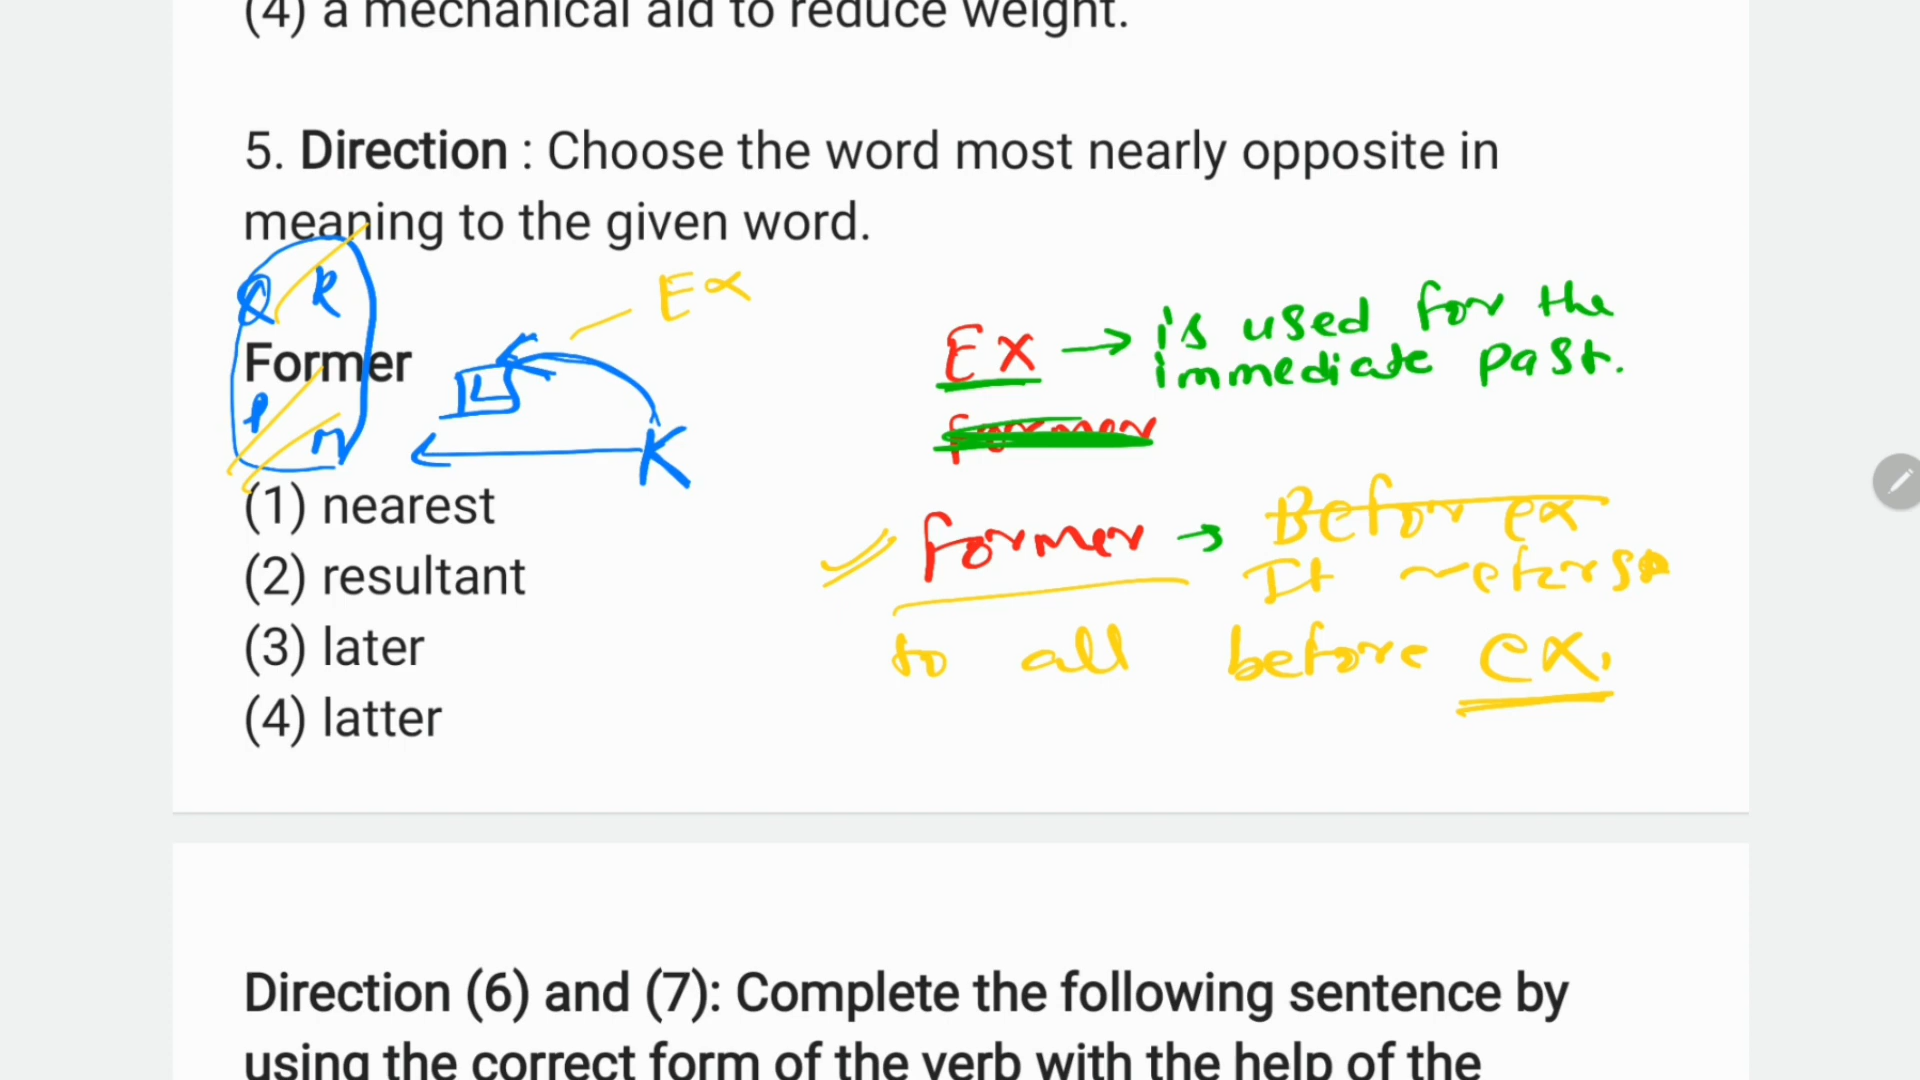 (4) a mechanical aid to reduce weight.
5. Direction : Choose the word most nearly opposite in
meaning to the given word.
Q R
Ex
Former
P
K
Ex → is used for the
immediate past.
former
former → Befor ex
It refers
to all before ex.
(1) nearest
(2) resultant
(3) later
(4) latter
Direction (6) and (7): Complete the following sentence by
using the correct form of the verb with the help of the